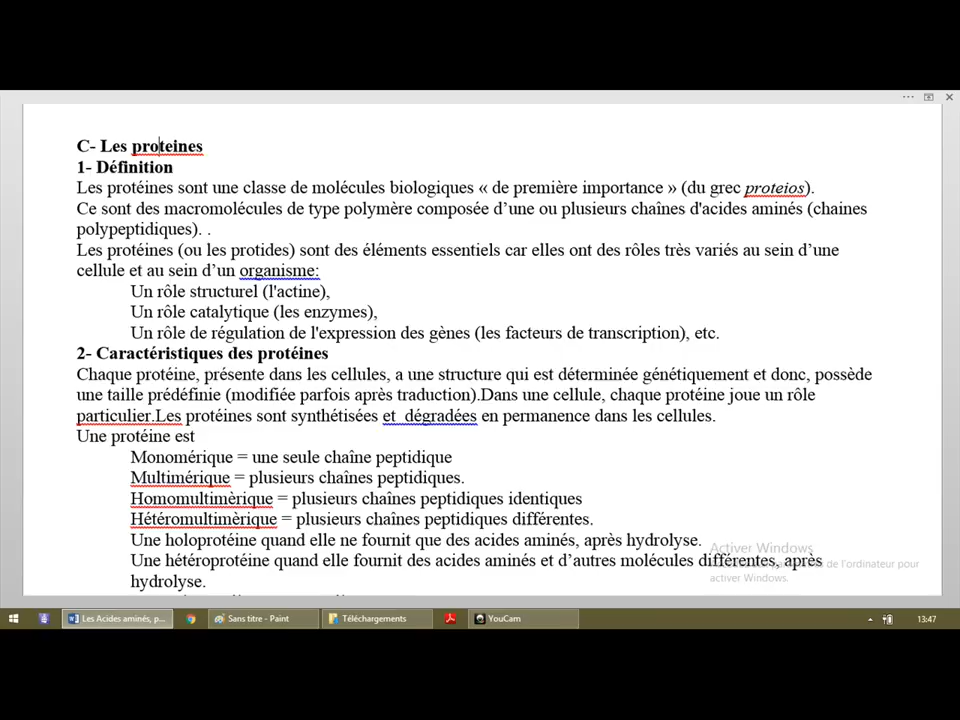 C- Les proteines
1- Définition
Les protéines sont une classe de molécules biologiques « de première importance » (du grec proteios).
Ce sont des macromolécules de type polymère composée d’une ou plusieurs chaînes d'acides aminés (chaines
polypeptidiques). .
Les protéines (ou les protides) sont des éléments essentiels car elles ont des rôles très variés au sein d’une
cellule et au sein d’un organisme:
Un rôle structurel (l'actine),
Un rôle catalytique (les enzymes),
Un rôle de régulation de l'expression des gènes (les facteurs de transcription), etc.
2- Caractéristiques des protéines
Chaque protéine, présente dans les cellules, a une structure qui est déterminée génétiquement et donc, possède
une taille prédéfinie (modifiée parfois après traduction).Dans une cellule, chaque protéine joue un rôle
particulier.Les protéines sont synthétisées et dégradées en permanence dans les cellules.
Une protéine est
Monomérique = une seule chaîne peptidique
Multimérique = plusieurs chaînes peptidiques.
Homomultimèrique = plusieurs chaînes peptidiques identiques
Hétéromultimèrique = plusieurs chaînes peptidiques différentes.
Une holoprotéine quand elle ne fournit que des acides aminés, après hydrolyse.
Activer Windows
Une hétéroprotéine quand elle fournit des acides aminés et d’autres molécules différentes, après
de l'ordinateur pour
hydrolyse.
activer Windows.
Les Acides aminés, p...
Sans titre - Paint
Téléchargements
YouCam
13:47